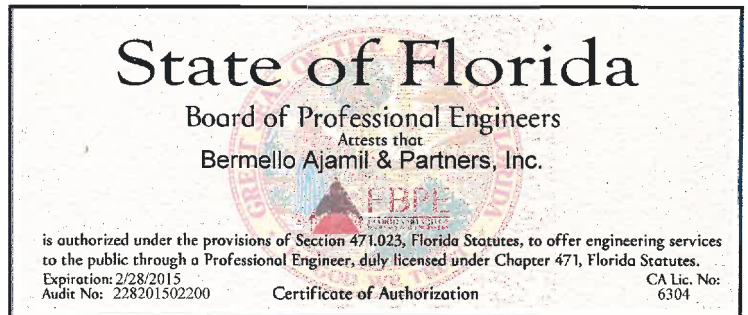 State of Florida
Board of Professional Engineers
Attests that
Bermello Ajamil & Partners, Inc.
FBPE
is authorized under the provisions of Section 471.023, Florida Statutes, to offer engineering services
to the public through a Professional Engineer, duly licensed under Chapter 471, Florida Statutes.
Expiration: 2/28/2015
Audit No: 228201502200
Certificate of Authorization
CA Lic. No:
6304